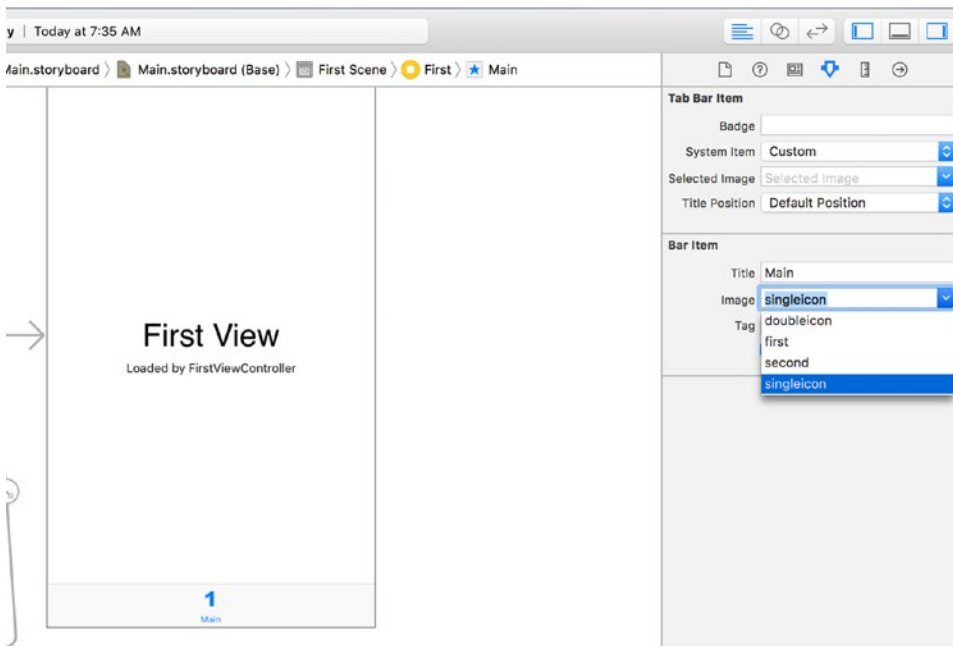 y | Today at 7:35 AM
Main.storyboard 〉 Main.storyboard (Base) 〉 First Scene 〉 First 〉 Main
Tab Bar Item
Badge
System Item Custom
Selected Image Selected Image
Title Position Default Position
Bar Item
Title Main
Image singleicon
Tag
doubleicon
first
second
singleicon
First View
Loaded by FirstViewController
1
Main